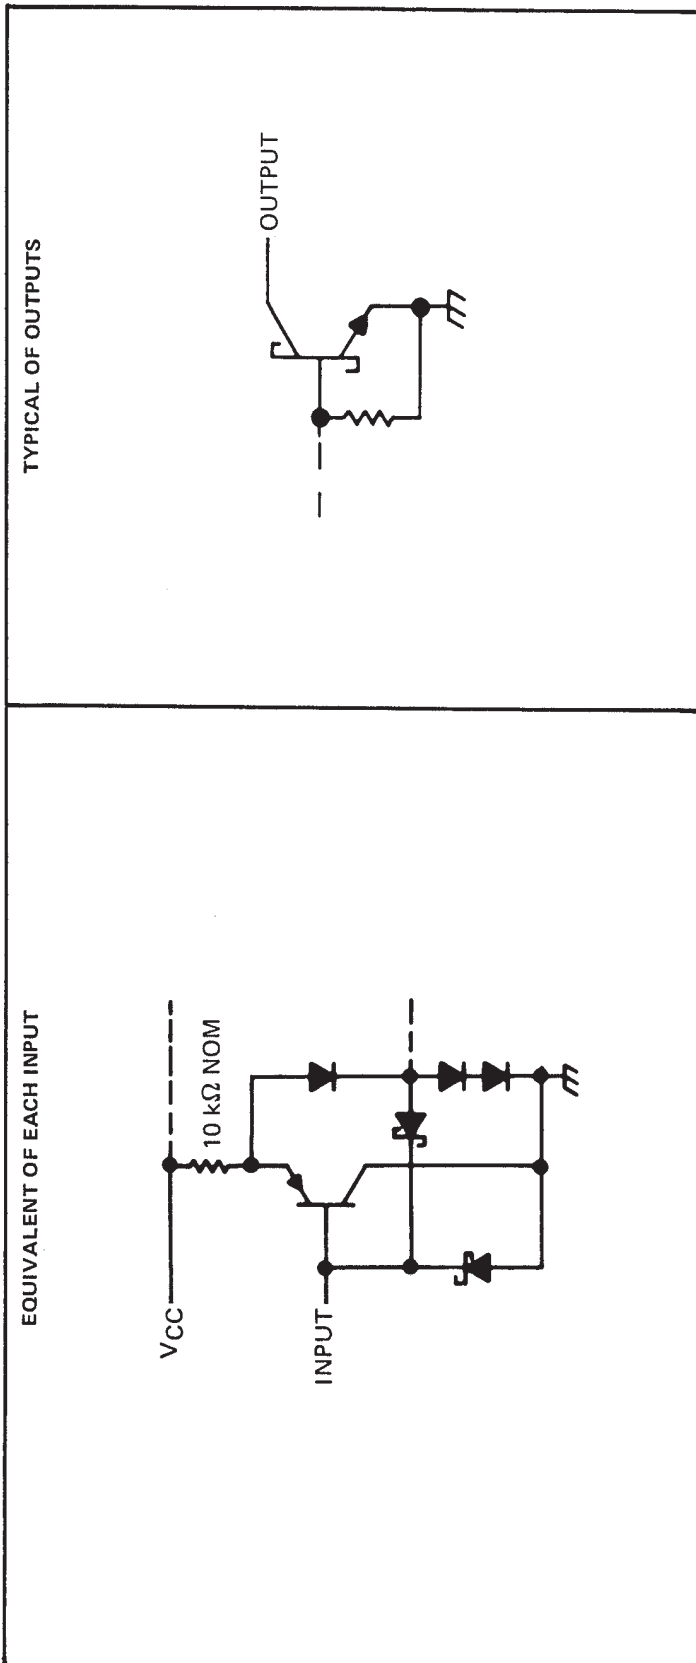 EQUIVALENT OF EACH INPUT
VCC
10 kΩ NOM
INPUT
TYPICAL OF OUTPUTS
OUTPUT